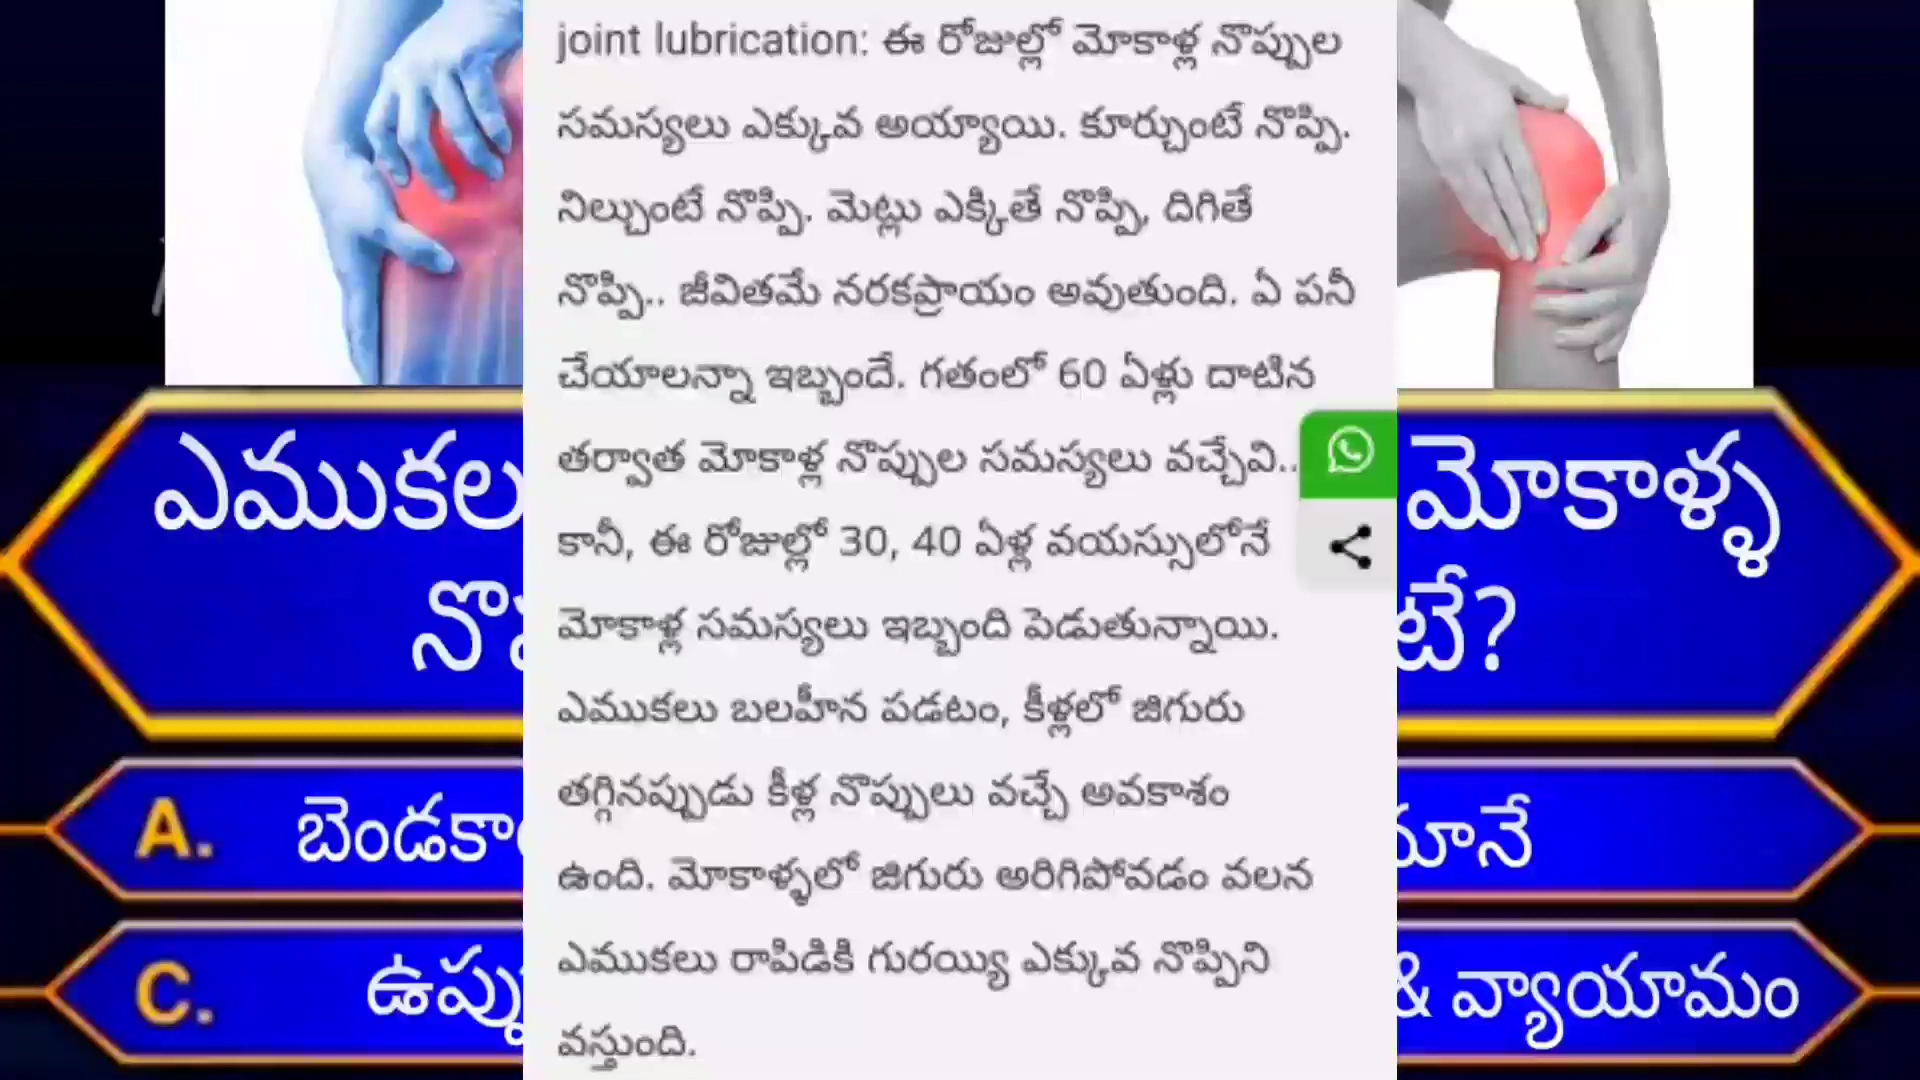 joint lubrication: ఈ రోజుల్లో మోకాళ్ల నొప్పుల
సమస్యలు ఎక్కువ అయ్యాయి. కూర్చుంటే నొప్పి.
నిల్చుంటే నొప్పి. మెట్లు ఎక్కితే నొప్పి, దిగితే
నొప్పి.. జీవితమే నరకప్రాయం అవుతుంది. ఏ పనీ
చేయాలన్నా ఇబ్బందే. గతంలో 60 ఏళ్లు దాటిన
తర్వాత మోకాళ్ల నొప్పుల సమస్యలు వచ్చేవి..
కానీ, ఈ రోజుల్లో 30, 40 ఏళ్ల వయస్సులోనే
మోకాళ్ల సమస్యలు ఇబ్బంది పెడుతున్నాయి.
ఎముకలు బలహీన పడటం, కీళ్లలో జిగురు
తగ్గినప్పుడు కీళ్ల నొప్పులు వచ్చే అవకాశం
ఉంది. మోకాళ్ళలో జిగురు అరిగిపోవడం వలన
ఎముకలు రాపిడికి గురయ్యి ఎక్కువ నొప్పిని
వస్తుంది.
ఎముకల మోకాళ్ళ
?
A.
C. & వ్యాయామం